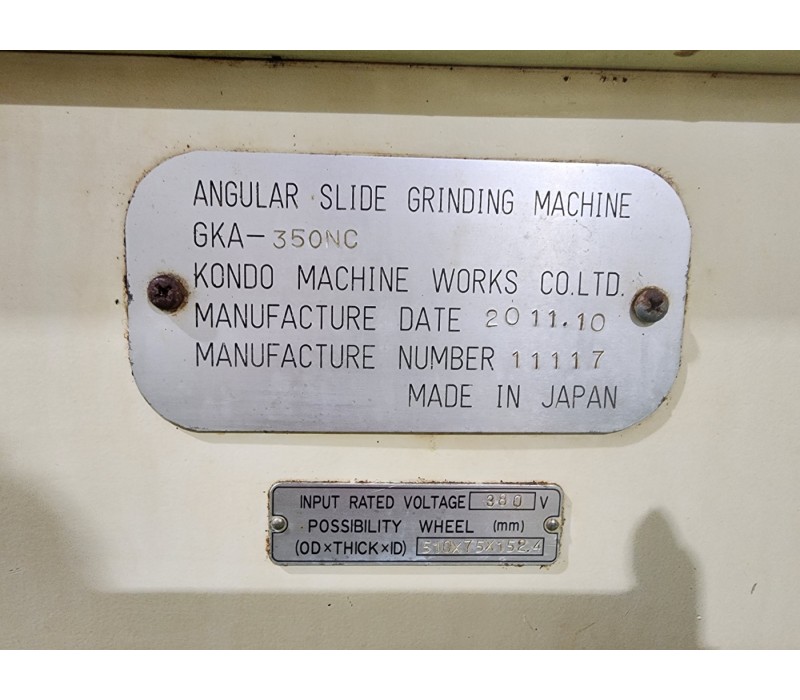 ANGULAR SLIDE GRINDING MACHINE
GKA-350NC
KONDO MACHINE WORKS CO.LTD.
MANUFACTURE DATE 2011.10
MANUFACTURE NUMBER 11117
MADE IN JAPAN
INPUT RATED VOLTAGE 380 V
POSSIBILITY WHEEL (mm)
(OD×THICK×ID)